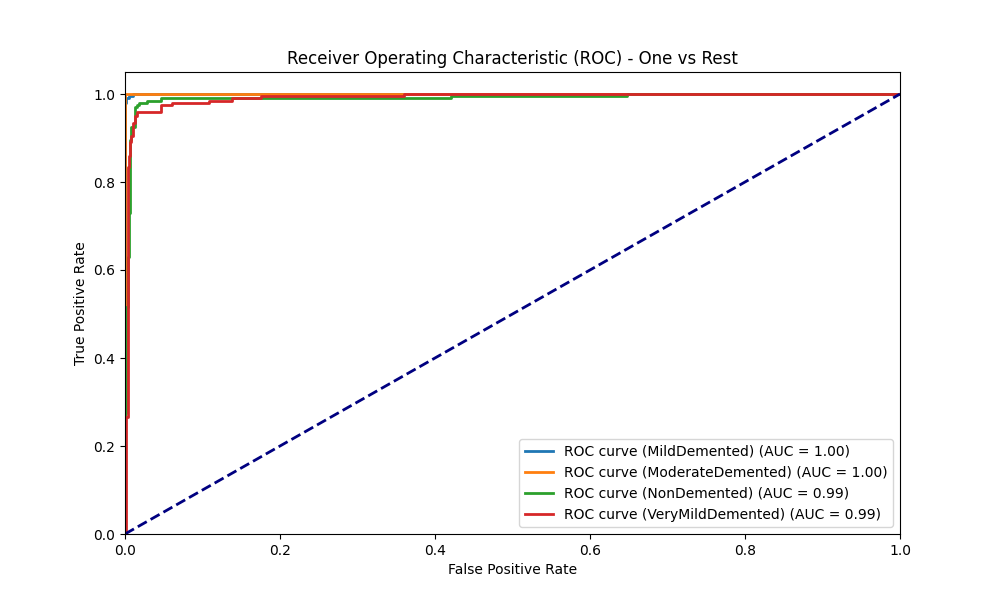 Receiver Operating Characteristic (ROC) - One vs Rest
1.0
0.8
0.6
0.4
0.2
0.0
True Positive Rate
ROC curve (MildDemented) (AUC = 1.00)
ROC curve (ModerateDemented) (AUC = 1.00)
ROC curve (NonDemented) (AUC = 0.99)
ROC curve (VeryMildDemented) (AUC = 0.99)
0.0 0.2 0.4 0.6 0.8 1.0
False Positive Rate